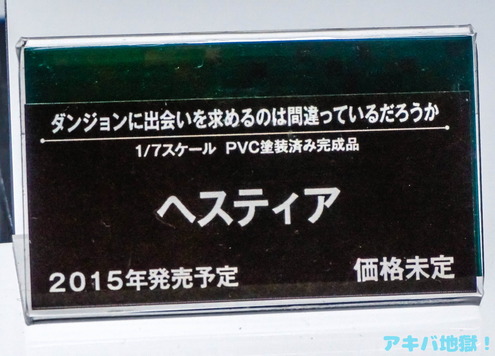 ダンジョンに出会いを求めるのは間違っているだろうか
1/7スケール PVC塗装済み完成品
ヘスティア
2015年発売予定 価格未定
アキバ地獄！